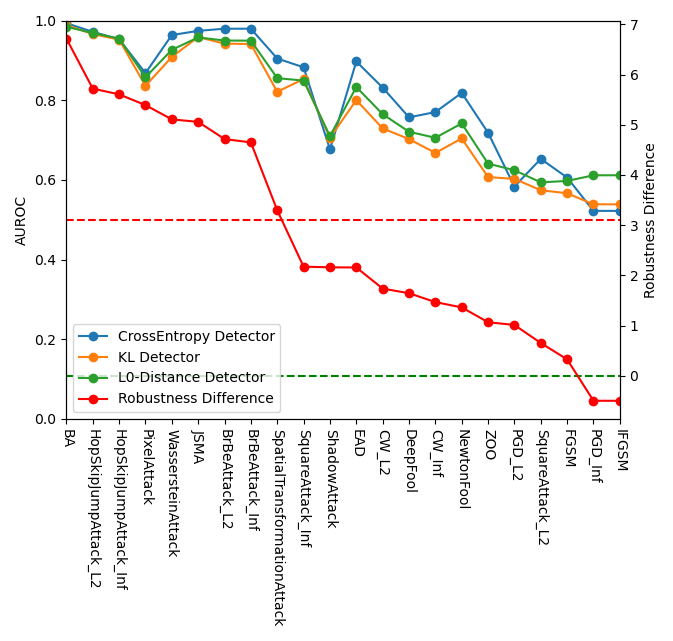 1.0
0.8
0.6
0.4
0.2
0.0
AUROC
7
6
5
4
3
2
1
0
Robustness Difference
CrossEntropy Detector
KL Detector
L0-Distance Detector
Robustness Difference
BA
HopSkipJumpAttack_L2
HopSkipJumpAttack_Inf
PixelAttack
WassersteinAttack
JSMA
BrBeAttack_L2
BrBeAttack_Inf
SpatialTransformationAttack
SquareAttack_Inf
ShadowAttack
EAD
CW_L2
DeepFool
CW_Inf
NewtonFool
ZOO
PGD_L2
SquareAttack_L2
FGSM
PGD_Inf
IFGSM